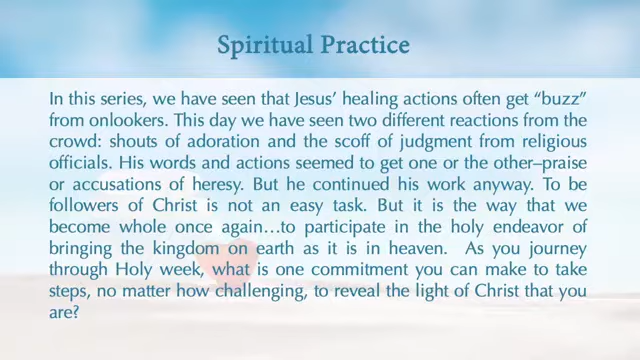 Spiritual Practice
In this series, we have seen that Jesus’ healing actions often get “buzz”
from onlookers. This day we have seen two different reactions from the
crowd: shouts of adoration and the scoff of judgment from religious
officials. His words and actions seemed to get one or the other–praise
or accusations of heresy. But he continued his work anyway. To be
followers of Christ is not an easy task. But it is the way that we
become whole once again…to participate in the holy endeavor of
bringing the kingdom on earth as it is in heaven.  As you journey
through Holy week, what is one commitment you can make to take
steps, no matter how challenging, to reveal the light of Christ that you
are?